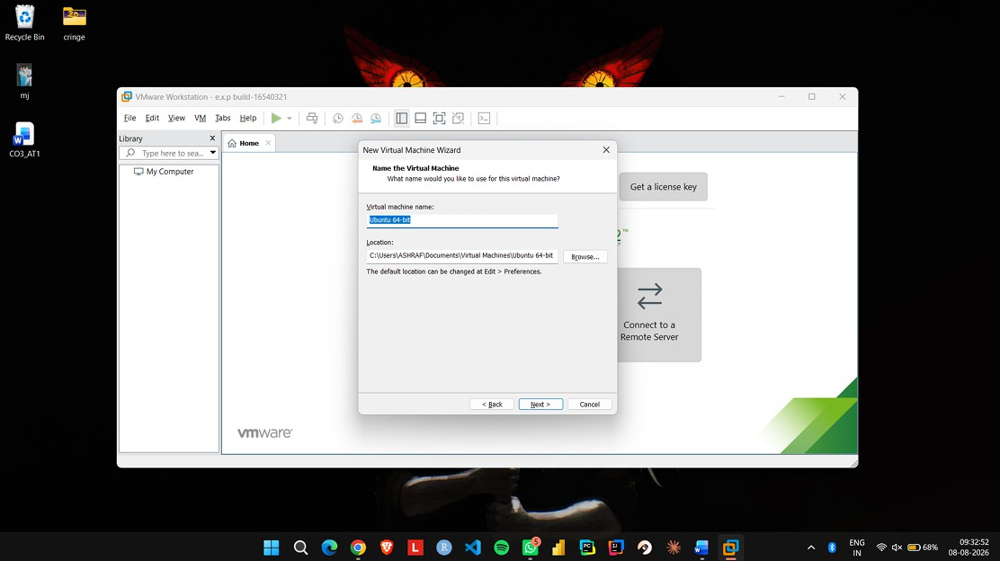 Recycle Bin
cringe
mj
CO3_AT1
VMware Workstation - e.x.p build-16540321
File Edit View VM Tabs Help
Library
Type here to sea...
My Computer
Home
New Virtual Machine Wizard
Name the Virtual Machine
What name would you like to use for this virtual machine?
Virtual machine name:
Ubuntu 64-bit
Location:
C:\Users\ASHRAF\Documents\Virtual Machines\Ubuntu 64-bit
Browse...
The default location can be changed at Edit > Preferences.
< Back
Next >
Cancel
Get a license key
2™
Connect to a
Remote Server
vmware
L
R
5
PC
IJ
W
ENG
IN
68%
09:32:52
08-08-2026